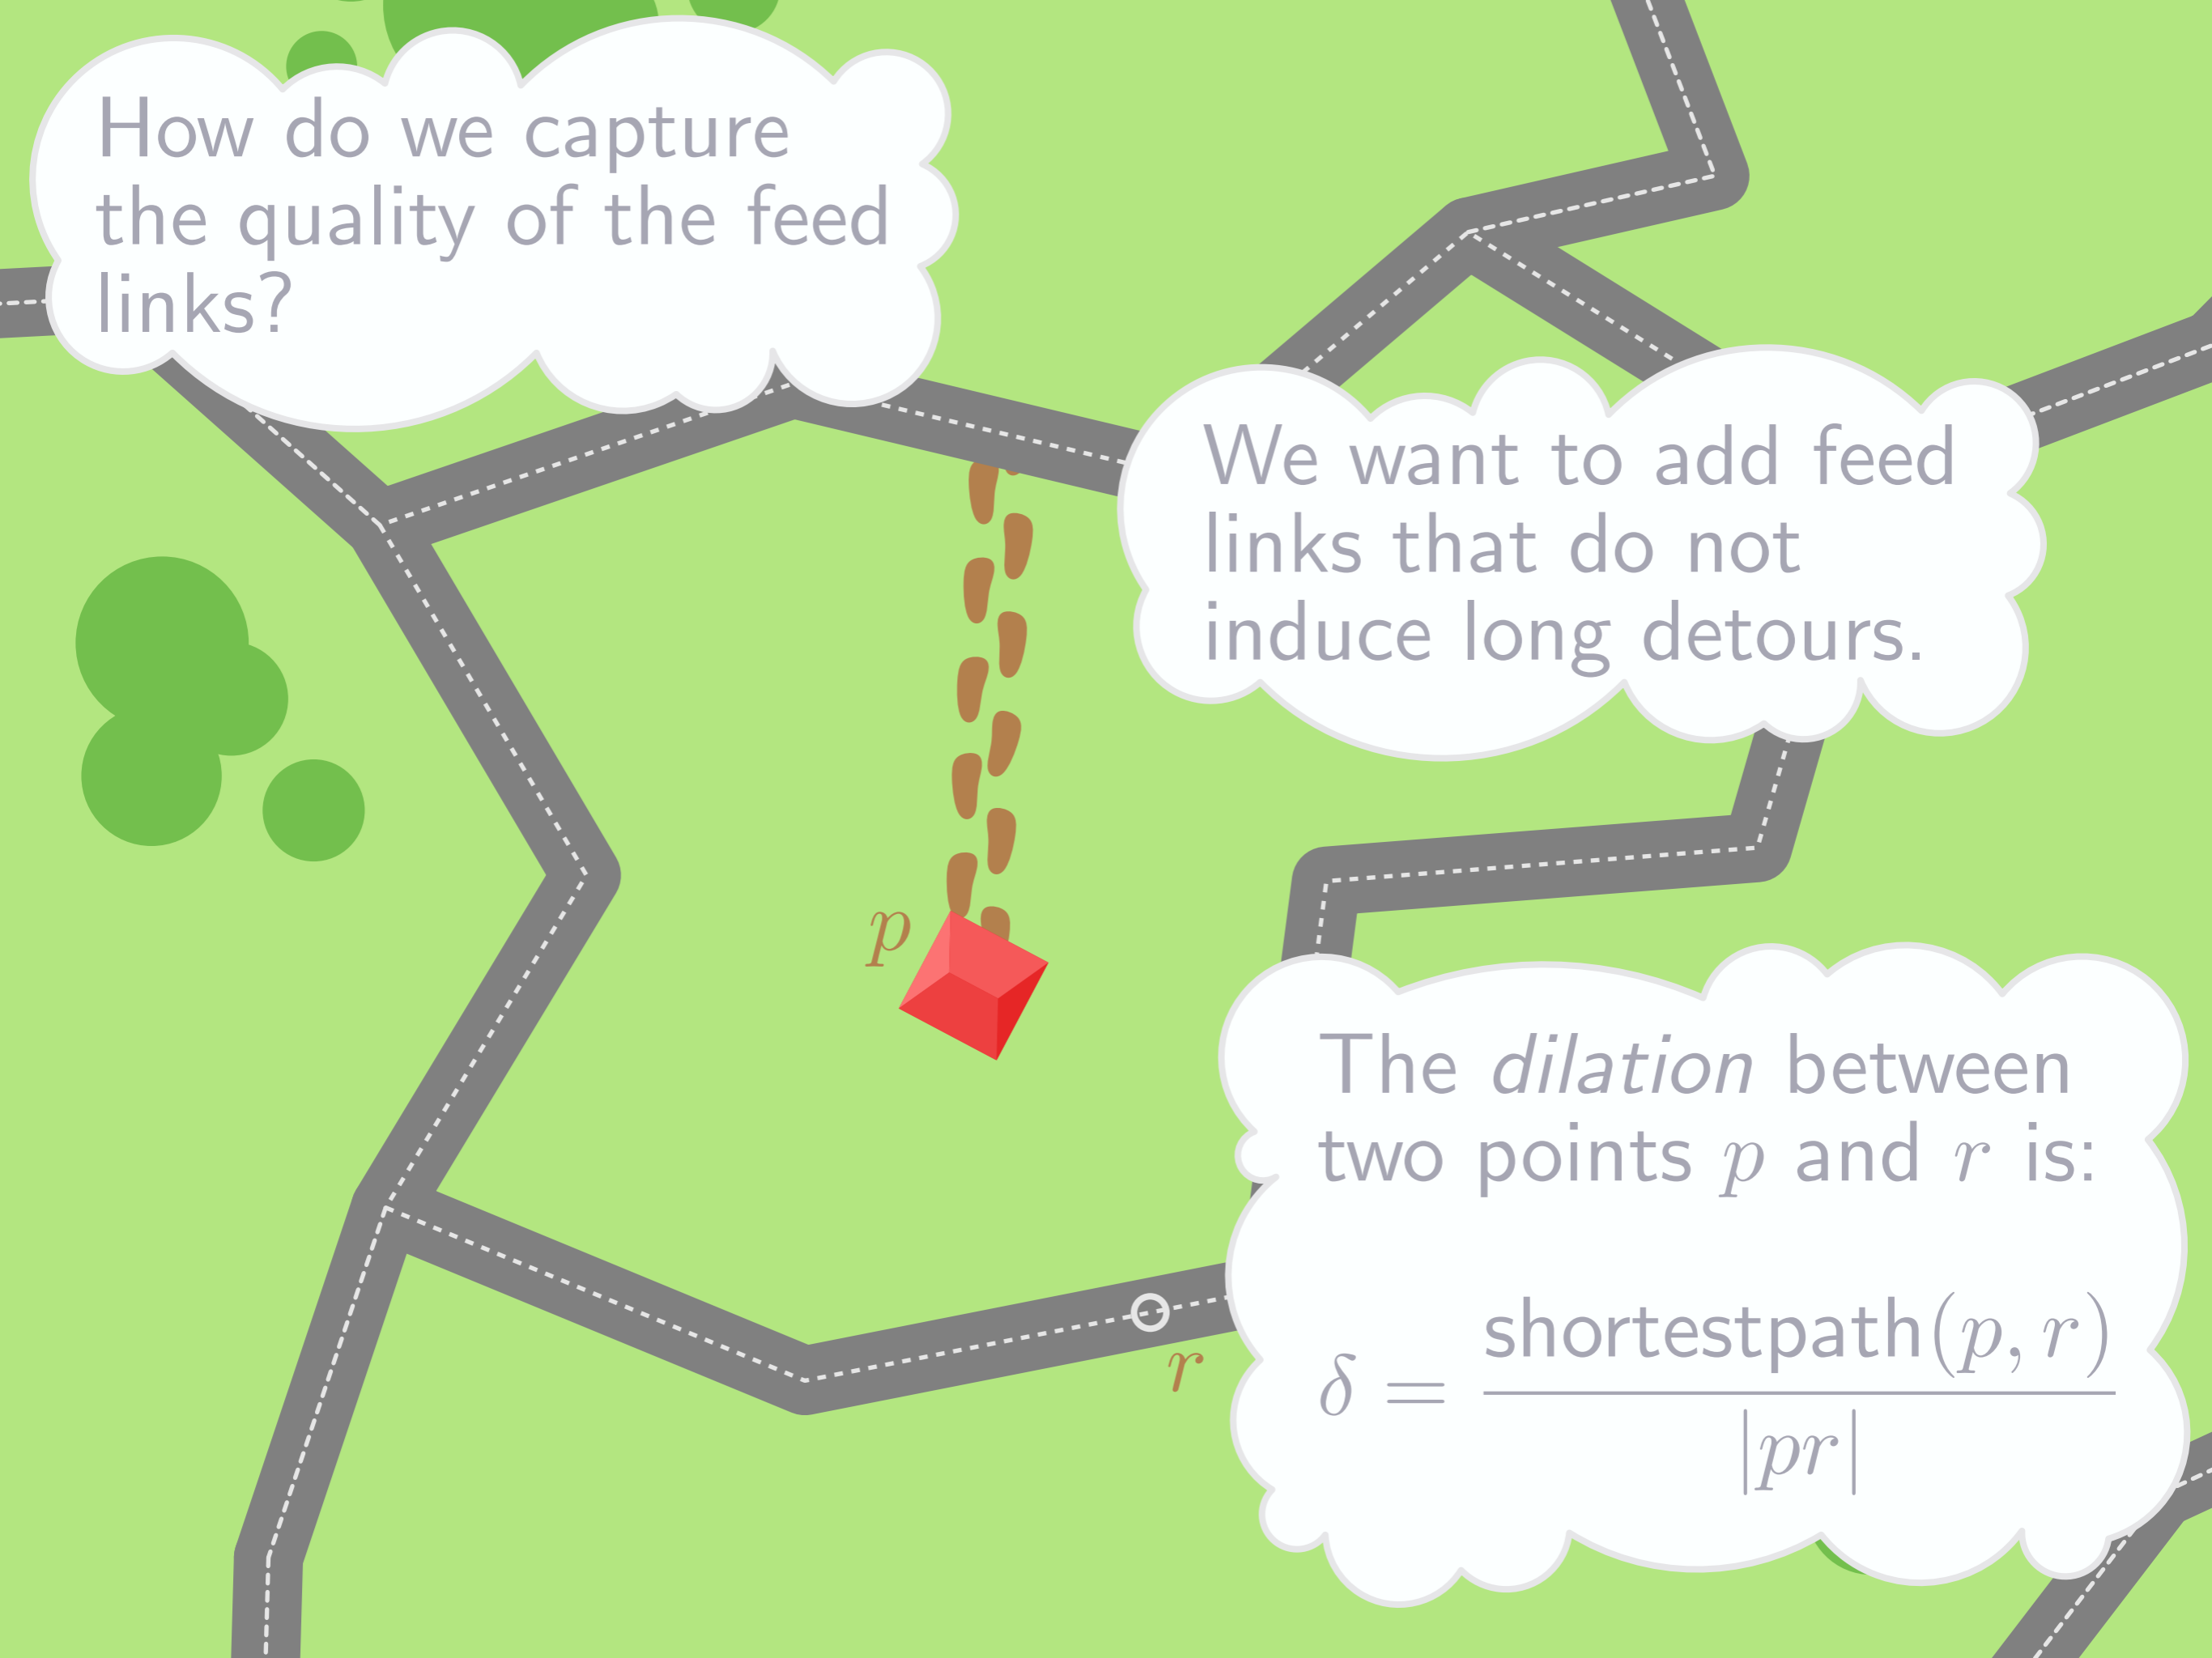 How do we capture
the quality of the feed
links?
We want to add feed
links that do not
induce long detours.
p
The dilation between
two points p and r is:
δ = shortestpath(p, r) / |pr|
r